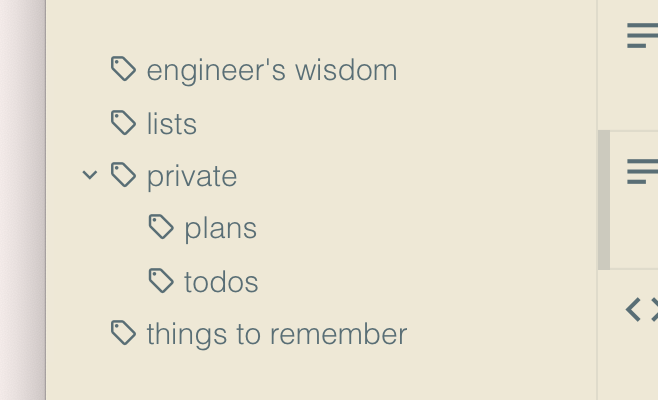 engineer's wisdom
lists
private
plans
todos
things to remember